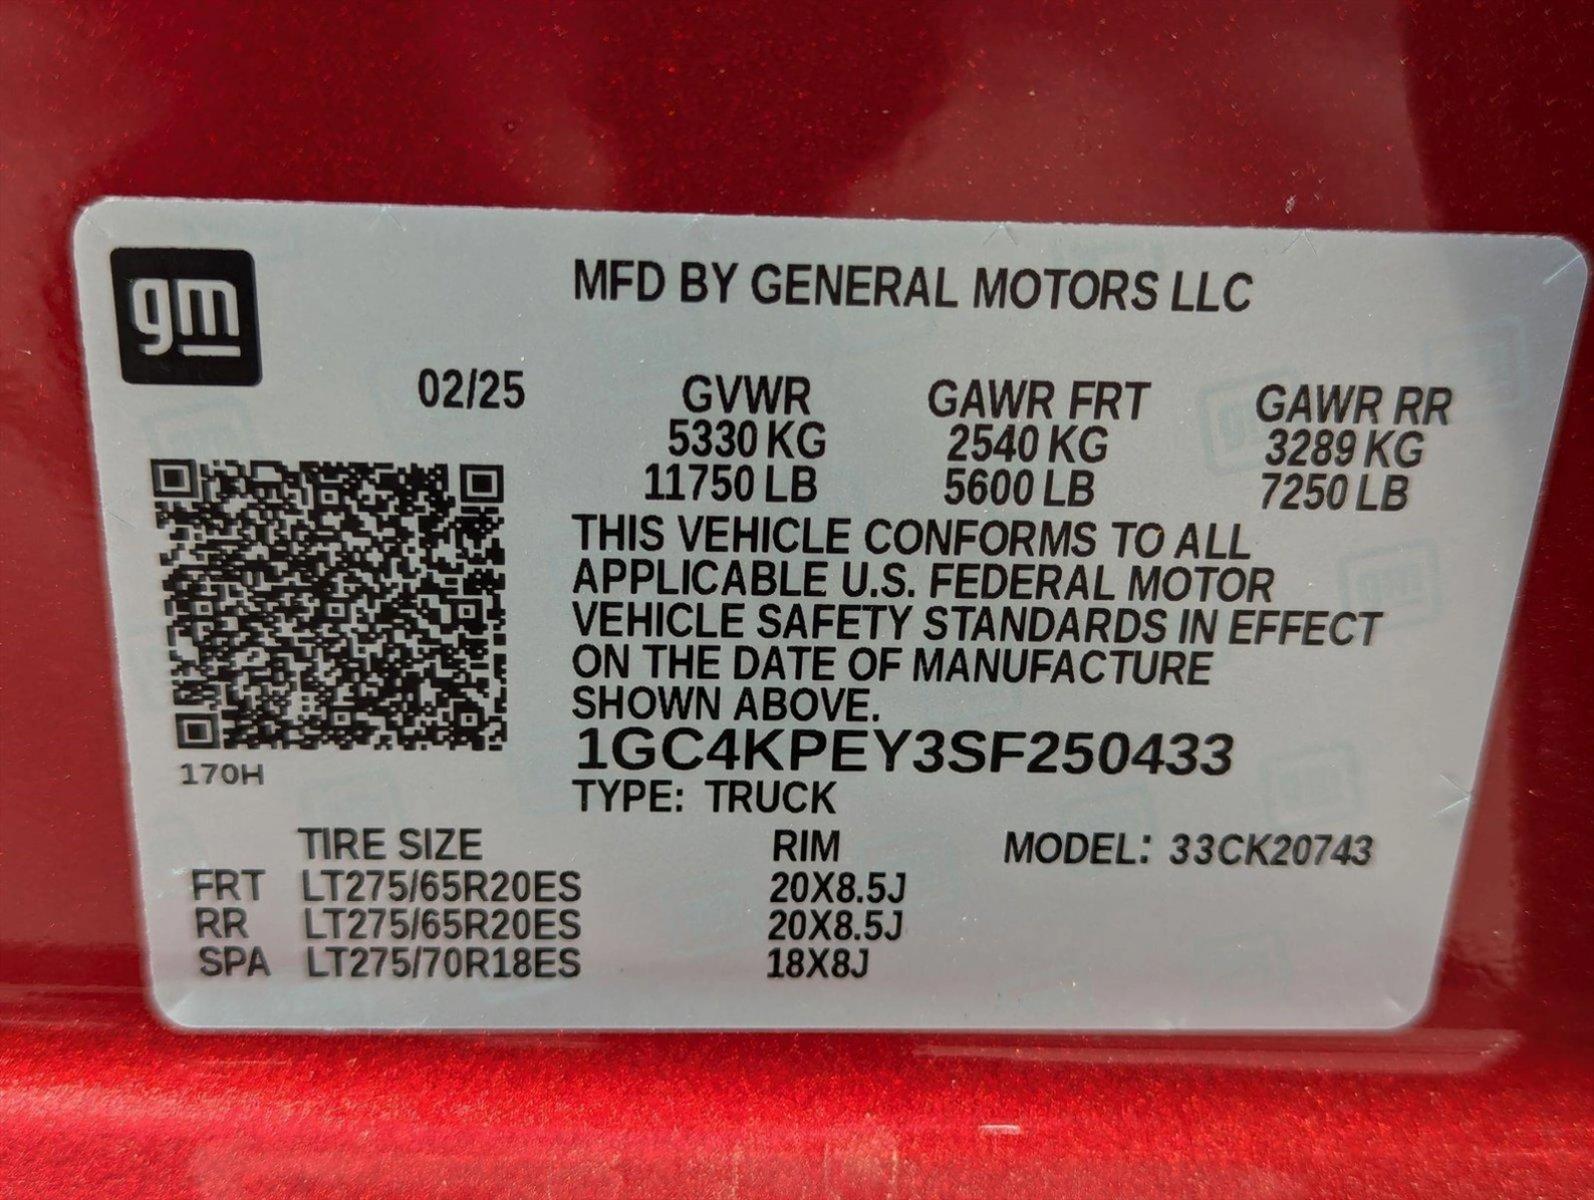 gm
MFD BY GENERAL MOTORS LLC
02/25 GVWR GAWR FRT GAWR RR
5330 KG 2540 KG 3289 KG
11750 LB 5600 LB 7250 LB
THIS VEHICLE CONFORMS TO ALL
APPLICABLE U.S. FEDERAL MOTOR
VEHICLE SAFETY STANDARDS IN EFFECT
ON THE DATE OF MANUFACTURE
SHOWN ABOVE.
1GC4KPEY3SF250433
170H
TYPE: TRUCK
TIRE SIZE RIM MODEL: 33CK20743
FRT LT275/65R20ES 20X8.5J
RR LT275/65R20ES 20X8.5J
SPA LT275/70R18ES 18X8J